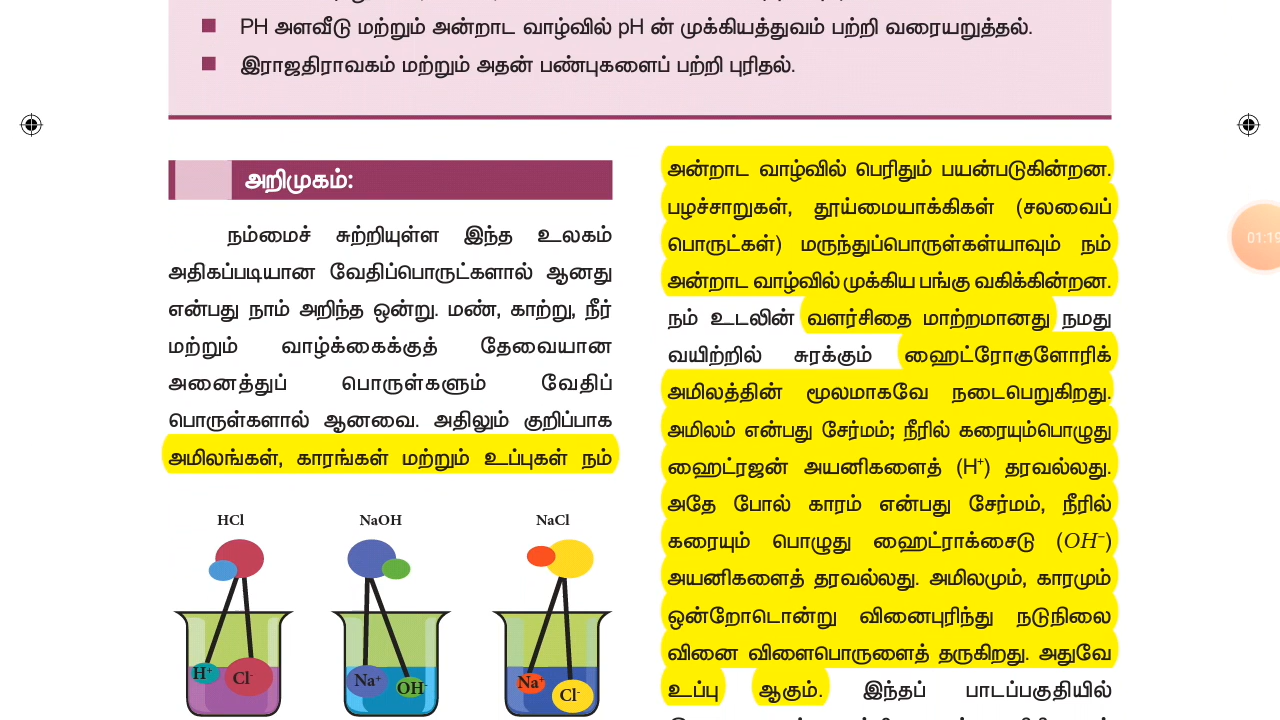 PH அளவீடு மற்றும் அன்றாட வாழ்வில் pH ன் முக்கியத்துவம் பற்றி வரையறுத்தல்.
இராஜதிராவகம் மற்றும் அதன் பண்புகளைப் பற்றி புரிதல்.
அறிமுகம்:
நம்மைச் சுற்றியுள்ள இந்த உலகம்
அதிகப்படியான வேதிப்பொருட்களால் ஆனது
என்பது நாம் அறிந்த ஒன்று. மண், காற்று, நீர்
மற்றும் வாழ்க்கைக்குத் தேவையான
அனைத்துப் பொருள்களும் வேதிப்
பொருள்களால் ஆனவை. அதிலும் குறிப்பாக
அமிலங்கள், காரங்கள் மற்றும் உப்புகள் நம்
HCl NaOH NaCl
H⁺ Cl⁻ Na⁺ OH⁻ Na⁺ Cl⁻
அன்றாட வாழ்வில் பெரிதும் பயன்படுகின்றன.
பழச்சாறுகள், தூய்மையாக்கிகள் (சலவைப்
பொருட்கள்) மருந்துப்பொருள்கள்யாவும் நம்
அன்றாட வாழ்வில் முக்கிய பங்கு வகிக்கின்றன.
நம் உடலின் வளர்சிதை மாற்றமானது நமது
வயிற்றில் சுரக்கும் ஹைட்ரோகுளோரிக்
அமிலத்தின் மூலமாகவே நடைபெறுகிறது.
அமிலம் என்பது சேர்மம்; நீரில் கரையும்பொழுது
ஹைட்ரஜன் அயனிகளைத் (H⁺) தரவல்லது.
அதே போல் காரம் என்பது சேர்மம், நீரில்
கரையும் பொழுது ஹைட்ராக்சைடு (OH⁻)
அயனிகளைத் தரவல்லது. அமிலமும், காரமும்
ஒன்றோடொன்று வினைபுரிந்து நடுநிலை
வினை விளைபொருளைத் தருகிறது. அதுவே
உப்பு ஆகும். இந்தப் பாடப்பகுதியில்
01:19